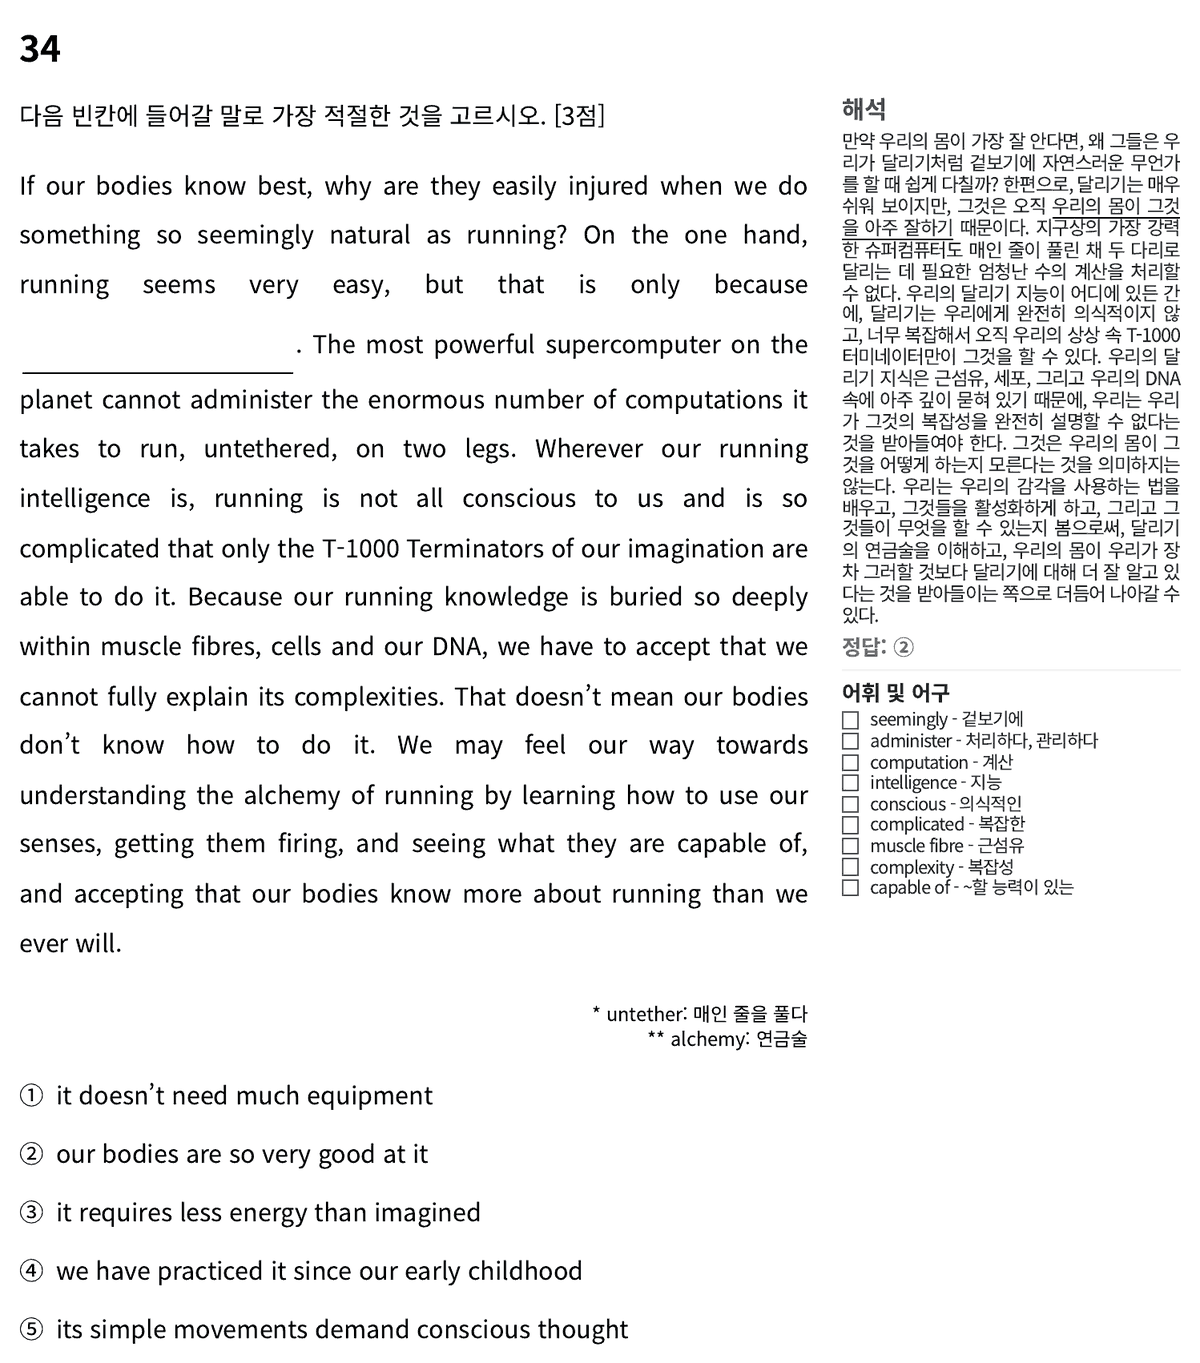 34
다음 빈칸에 들어갈 말로 가장 적절한 것을 고르시오. [3점]
If our bodies know best, why are they easily injured when we do
something so seemingly natural as running? On the one hand,
running seems very easy, but that is only because
. The most powerful supercomputer on the
planet cannot administer the enormous number of computations it
takes to run, untethered, on two legs. Wherever our running
intelligence is, running is not all conscious to us and is so
complicated that only the T-1000 Terminators of our imagination are
able to do it. Because our running knowledge is buried so deeply
within muscle fibres, cells and our DNA, we have to accept that we
cannot fully explain its complexities. That doesn’t mean our bodies
don’t know how to do it. We may feel our way towards
understanding the alchemy of running by learning how to use our
senses, getting them firing, and seeing what they are capable of,
and accepting that our bodies know more about running than we
ever will.
* untether: 매인 줄을 풀다
** alchemy: 연금술
① it doesn’t need much equipment
② our bodies are so very good at it
③ it requires less energy than imagined
④ we have practiced it since our early childhood
⑤ its simple movements demand conscious thought
해석
만약 우리의 몸이 가장 잘 안다면, 왜 그들은 우
리가 달리기처럼 겉보기에 자연스러운 무언가
를 할 때 쉽게 다칠까? 한편으로, 달리기는 매우
쉬워 보이지만, 그것은 오직 우리의 몸이 그것
을 아주 잘하기 때문이다. 지구상의 가장 강력
한 슈퍼컴퓨터도 매인 줄이 풀린 채 두 다리로
달리는 데 필요한 엄청난 수의 계산을 처리할
수 없다. 우리의 달리기 지능이 어디에 있든 간
에, 달리기는 우리에게 완전히 의식적이지 않
고, 너무 복잡해서 오직 우리의 상상 속 T-1000
터미네이터만이 그것을 할 수 있다. 우리의 달
리기 지식은 근섬유, 세포, 그리고 우리의 DNA
속에 아주 깊이 묻혀 있기 때문에, 우리는 우리
가 그것의 복잡성을 완전히 설명할 수 없다는
것을 받아들여야 한다. 그것은 우리의 몸이 그
것을 어떻게 하는지 모른다는 것을 의미하지는
않는다. 우리는 우리의 감각을 사용하는 법을
배우고, 그것들을 활성화하게 하고, 그리고 그
것들이 무엇을 할 수 있는지 봄으로써, 달리기
의 연금술을 이해하고, 우리의 몸이 우리가 장
차 그러할 것보다 달리기에 대해 더 잘 알고 있
다는 것을 받아들이는 쪽으로 더듬어 나아갈 수
있다.
정답: ②
어휘 및 어구
□ seemingly - 겉보기에
□ administer - 처리하다, 관리하다
□ computation - 계산
□ intelligence - 지능
□ conscious - 의식적인
□ complicated - 복잡한
□ muscle fibre - 근섬유
□ complexity - 복잡성
□ capable of - ~할 능력이 있는